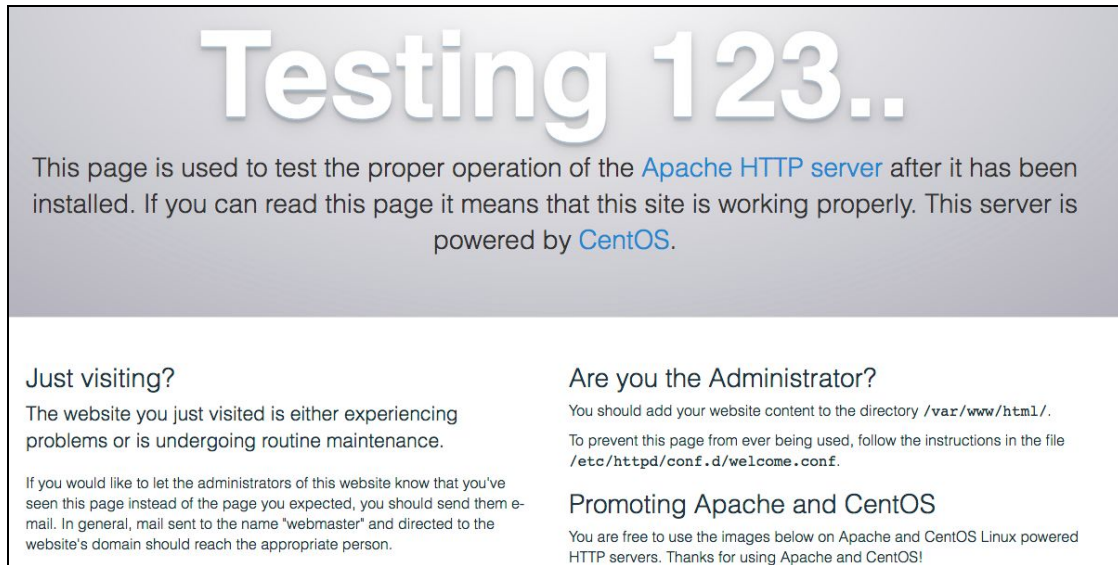 Testing 123..
This page is used to test the proper operation of the Apache HTTP server after it has been
installed. If you can read this page it means that this site is working properly. This server is
powered by CentOS.
Just visiting?
The website you just visited is either experiencing
problems or is undergoing routine maintenance.
If you would like to let the administrators of this website know that you've
seen this page instead of the page you expected, you should send them e-
mail. In general, mail sent to the name "webmaster" and directed to the
website's domain should reach the appropriate person.
Are you the Administrator?
You should add your website content to the directory /var/www/html/.
To prevent this page from ever being used, follow the instructions in the file
/etc/httpd/conf.d/welcome.conf.
Promoting Apache and CentOS
You are free to use the images below on Apache and CentOS Linux powered
HTTP servers. Thanks for using Apache and CentOS!